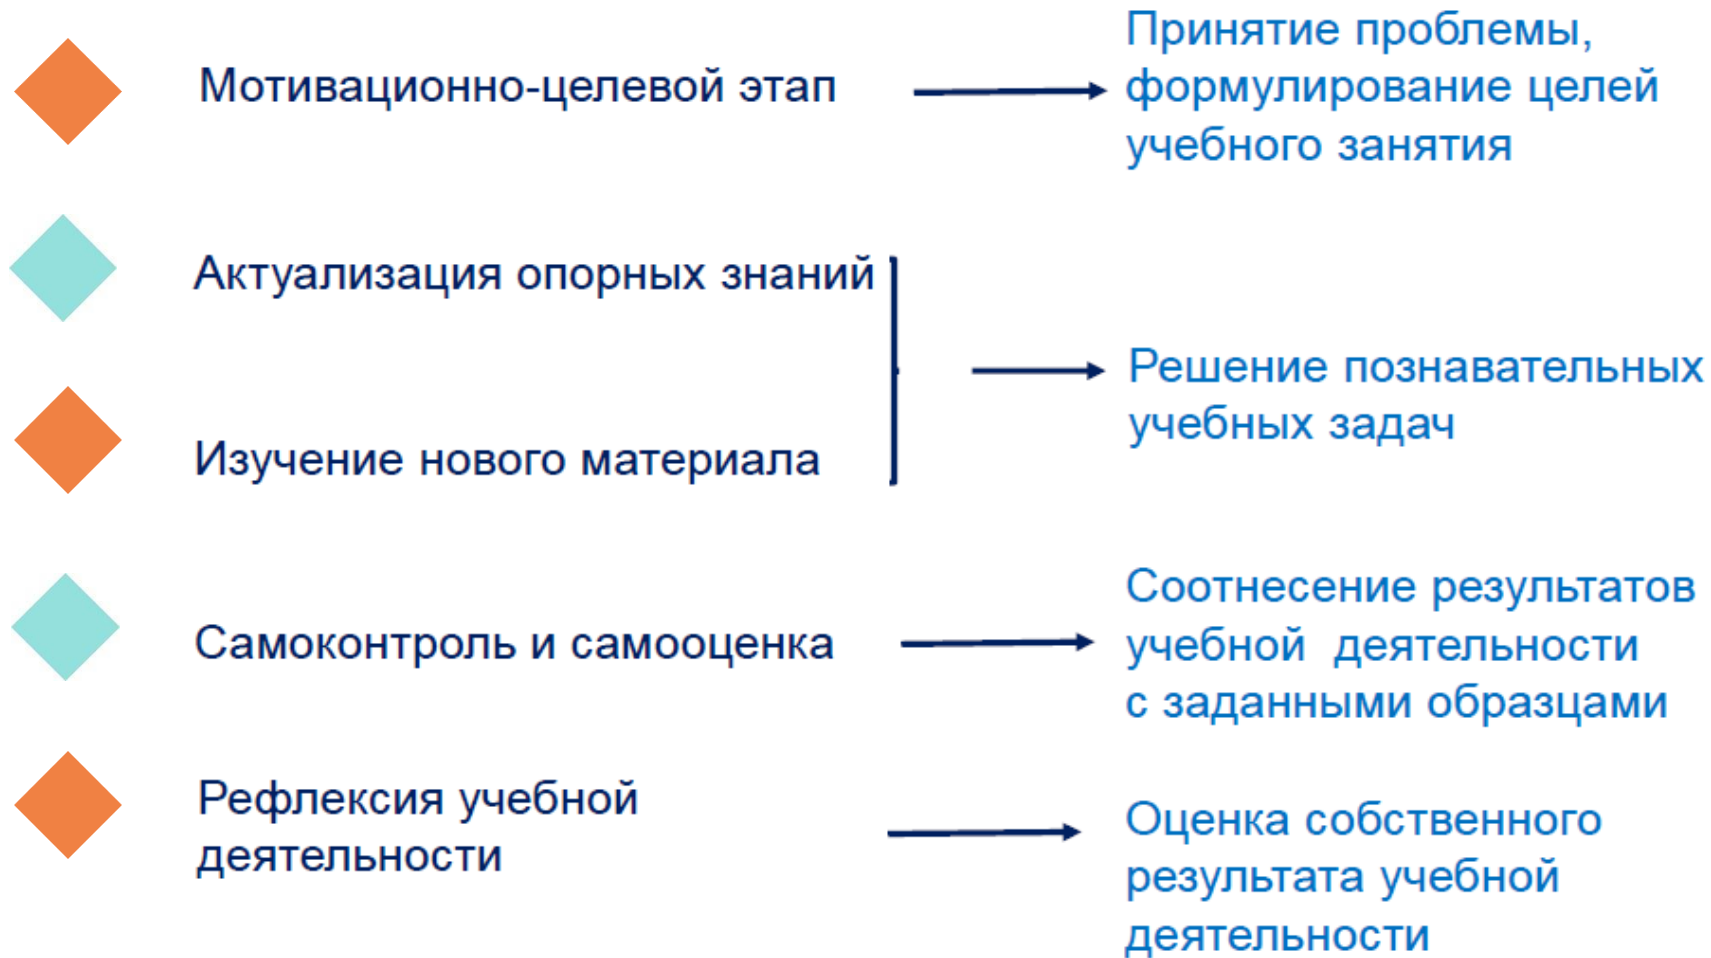 Мотивационно-целевой этап
Принятие проблемы,
формулирование целей
учебного занятия
Актуализация опорных знаний
Изучение нового материала
Решение познавательных
учебных задач
Самоконтроль и самооценка
Соотнесение результатов
учебной деятельности
с заданными образцами
Рефлексия учебной
деятельности
Оценка собственного
результата учебной
деятельности